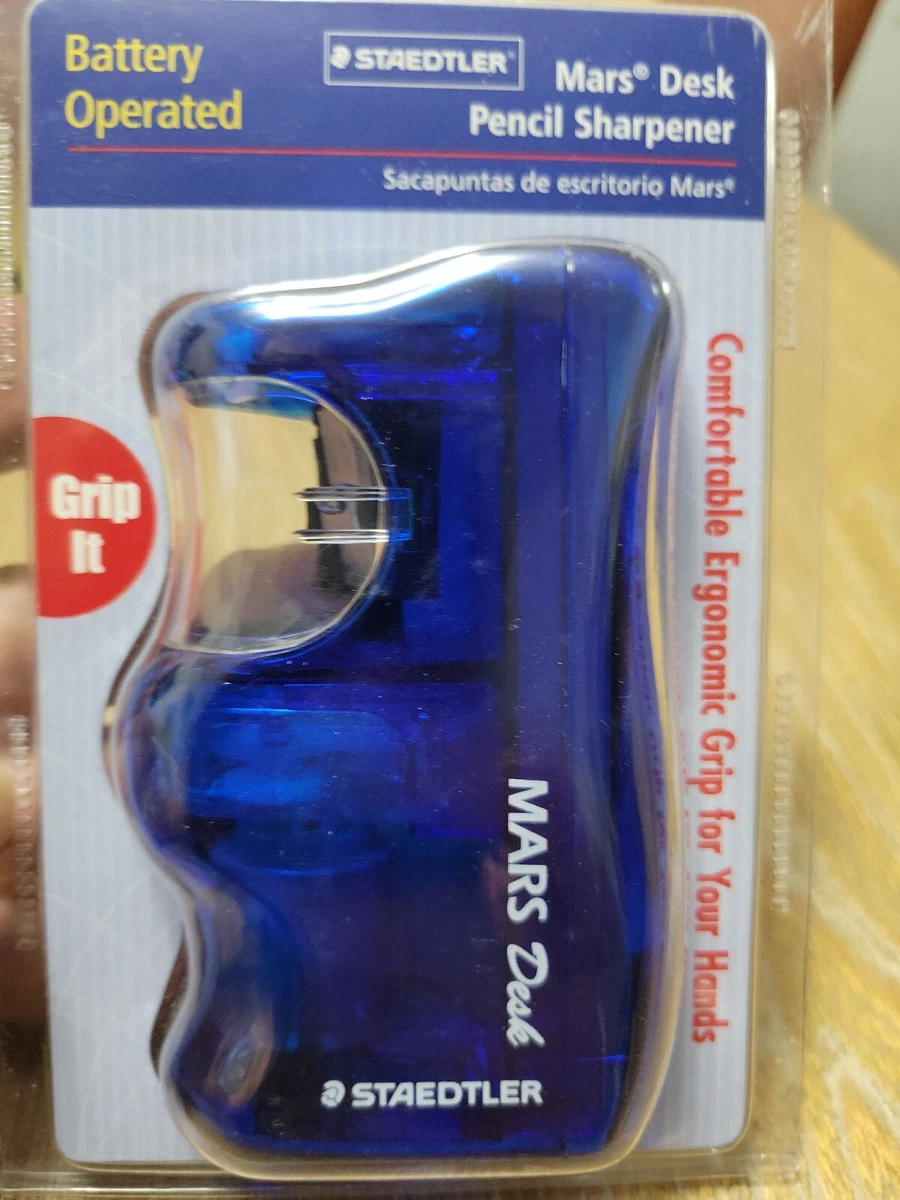 Battery
Operated
STAEDTLER®
Mars® Desk
Pencil Sharpener
Sacapuntas de escritorio Mars®
Grip
It
Comfortable Ergonomic Grip for Your Hands
MARS Desk
STAEDTLER